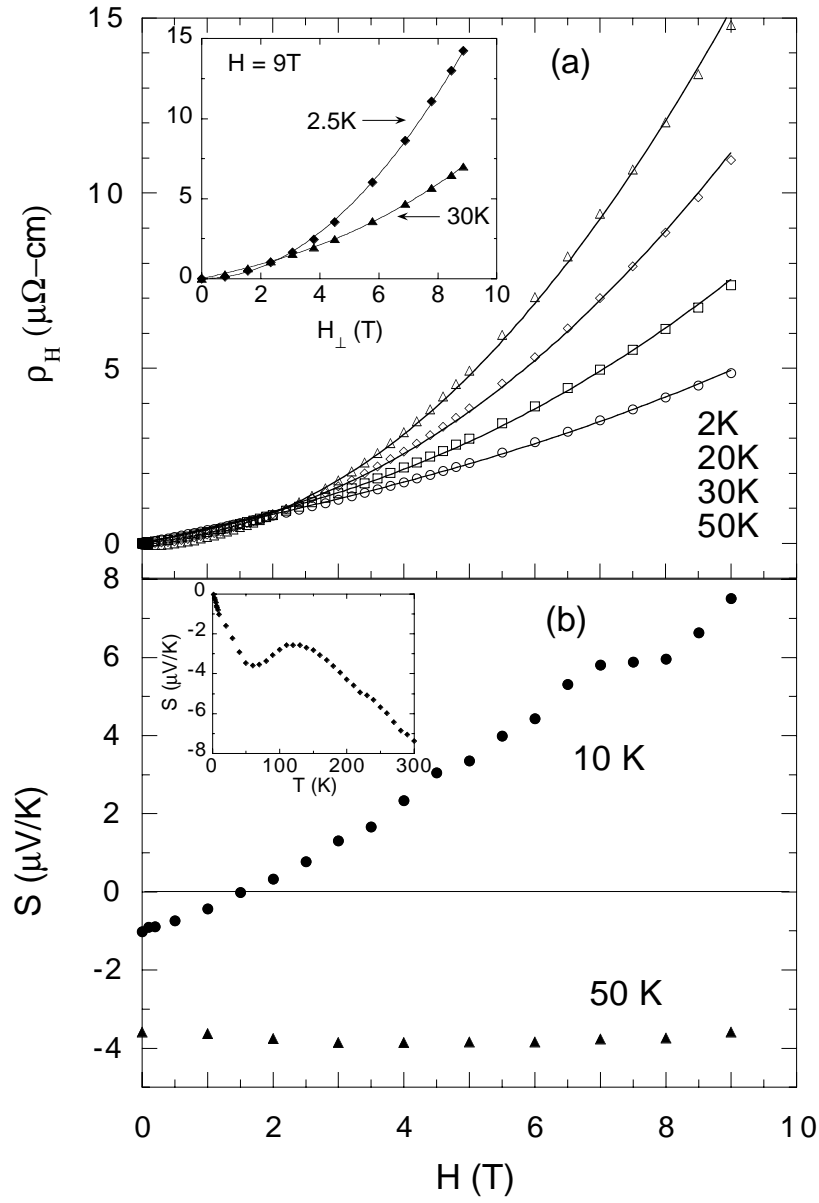 15
15
H = 9T
(a)
10
2.5K
10
5
30K
0
0 2 4 6 8 10
H⊥ (T)
ρH (μΩ−cm)
5
2K
20K
30K
50K
0
8
0
(b)
-2
S (μV/K)
-4
6
-6
-8
0 100 200 300
T (K)
10 K
4
S (μV/K)
2
0
-2
50 K
-4
0 2 4 6 8 10
H (T)